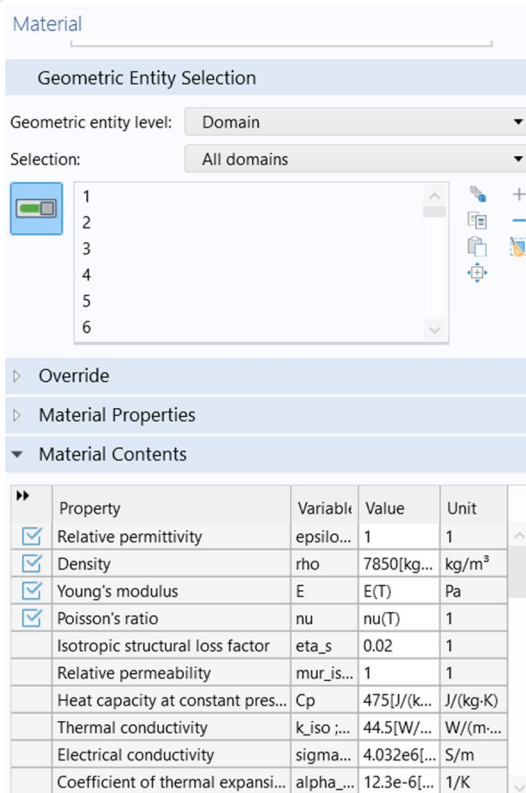 Material
Geometric Entity Selection
Geometric entity level: Domain
Selection: All domains
1
2
3
4
5
6
Override
Material Properties
Material Contents
Property Variable Value Unit
Relative permittivity epsilo... 1 1
Density rho 7850[kg... kg/m³
Young's modulus E E(T) Pa
Poisson's ratio nu nu(T) 1
Isotropic structural loss factor eta_s 0.02 1
Relative permeability mur_is... 1 1
Heat capacity at constant pres... Cp 475[J/(k... J/(kg·K)
Thermal conductivity k_iso ;... 44.5[W/... W/(m·...
Electrical conductivity sigma... 4.032e6[... S/m
Coefficient of thermal expansi... alpha_... 12.3e-6[... 1/K